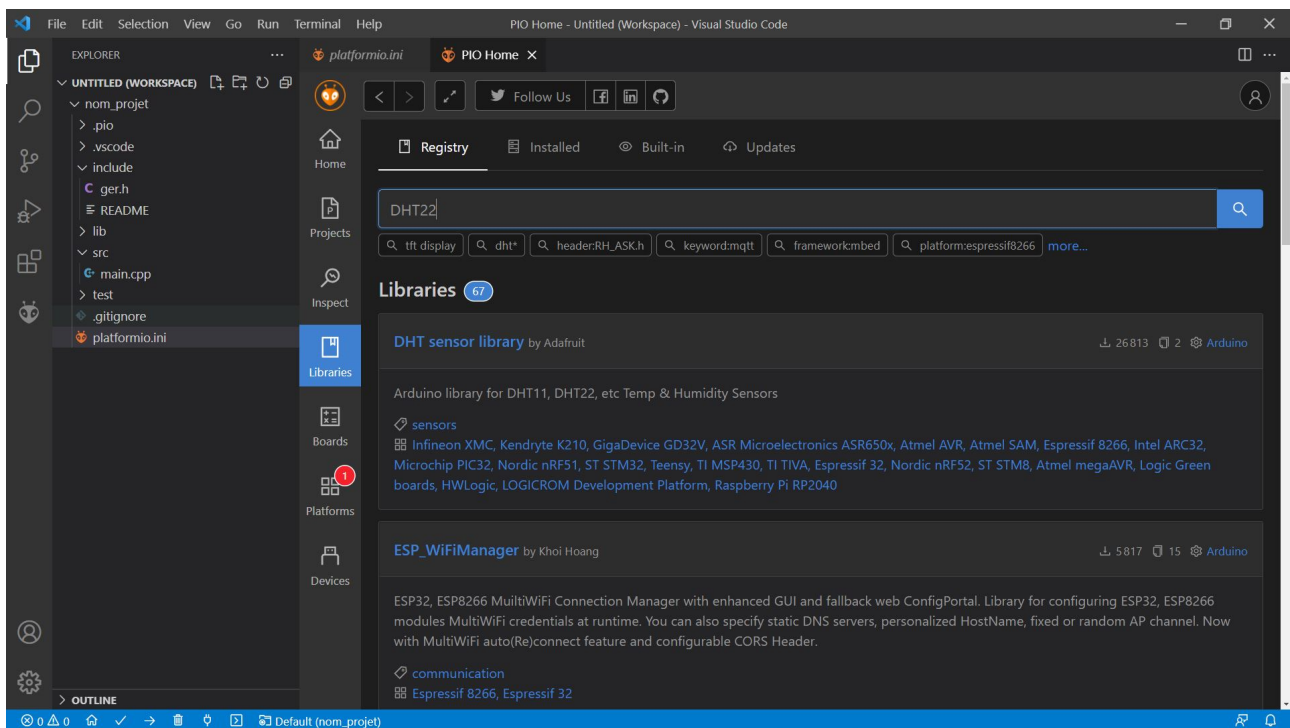 File Edit Selection View Go Run Terminal Help PIO Home - Untitled (Workspace) - Visual Studio Code
EXPLORER
platformio.ini PIO Home
UNTITLED (WORKSPACE)
nom_projet
.pio
.vscode
include
C ger.h
README
lib
src
main.cpp
test
.gitignore
platformio.ini
OUTLINE
Follow Us
Home
Projects
Inspect
Libraries
Boards
1
Platforms
Devices
Registry Installed Built-in Updates
DHT22
tft display dht* header:RH_ASK.h keyword:mqtt framework:mbed platform:espressif8266 more...
Libraries 67
DHT sensor library by Adafruit 26813 2 Arduino
Arduino library for DHT11, DHT22, etc Temp & Humidity Sensors
sensors
Infineon XMC, Kendryte K210, GigaDevice GD32V, ASR Microelectronics ASR650x, Atmel AVR, Atmel SAM, Espressif 8266, Intel ARC32,
Microchip PIC32, Nordic nRF51, ST STM32, Teensy, TI MSP430, TI TIVA, Espressif 32, Nordic nRF52, ST STM8, Atmel megaAVR, Logic Green
boards, HWLogic, LOGICROM Development Platform, Raspberry Pi RP2040
ESP_WiFiManager by Khoi Hoang 5817 15 Arduino
ESP32, ESP8266 MuiltiWiFi Connection Manager with enhanced GUI and fallback web ConfigPortal. Library for configuring ESP32, ESP8266
modules MultiWiFi credentials at runtime. You can also specify static DNS servers, personalized HostName, fixed or random AP channel. Now
with MultiWiFi auto(Re)connect feature and configurable CORS Header.
communication
Espressif 8266, Espressif 32
0 0 Default (nom_projet)